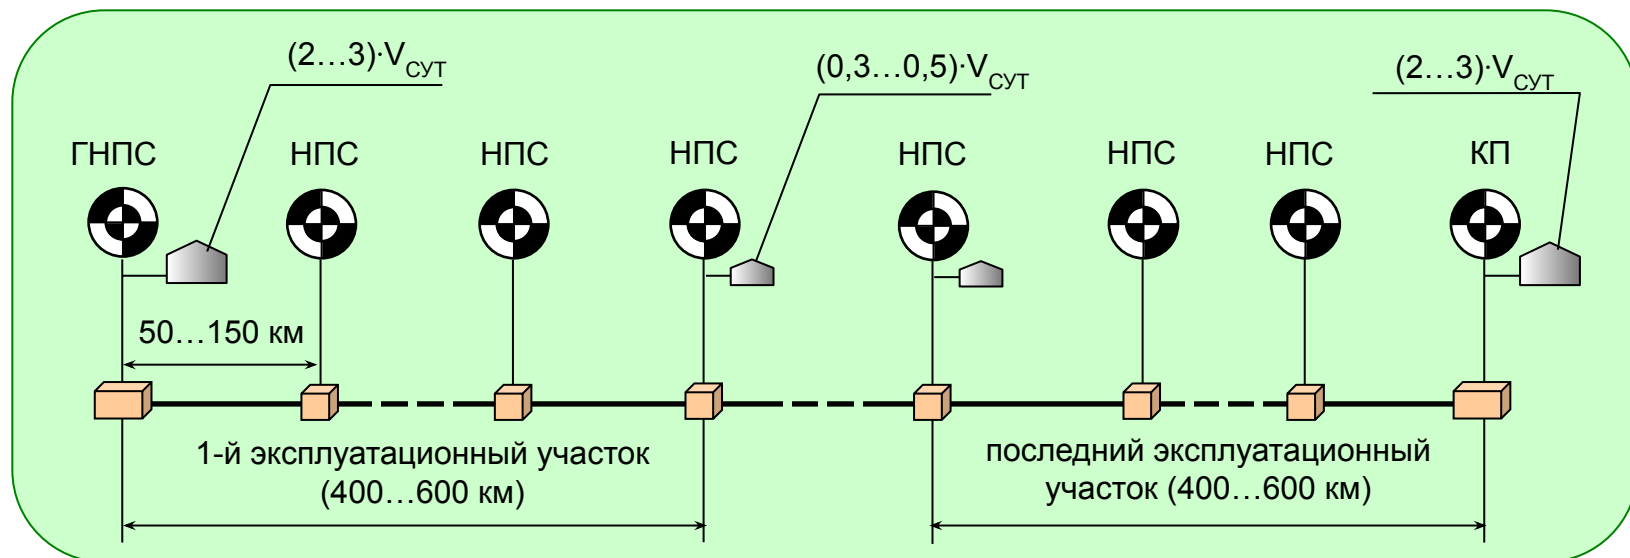 (2…3)·VСУТ
(0,3…0,5)·VСУТ
(2…3)·VСУТ
ГНПС
НПС
НПС
НПС
НПС
НПС
НПС
КП
50…150 км
1-й эксплуатационный участок
(400…600 км)
последний эксплуатационный
участок (400…600 км)